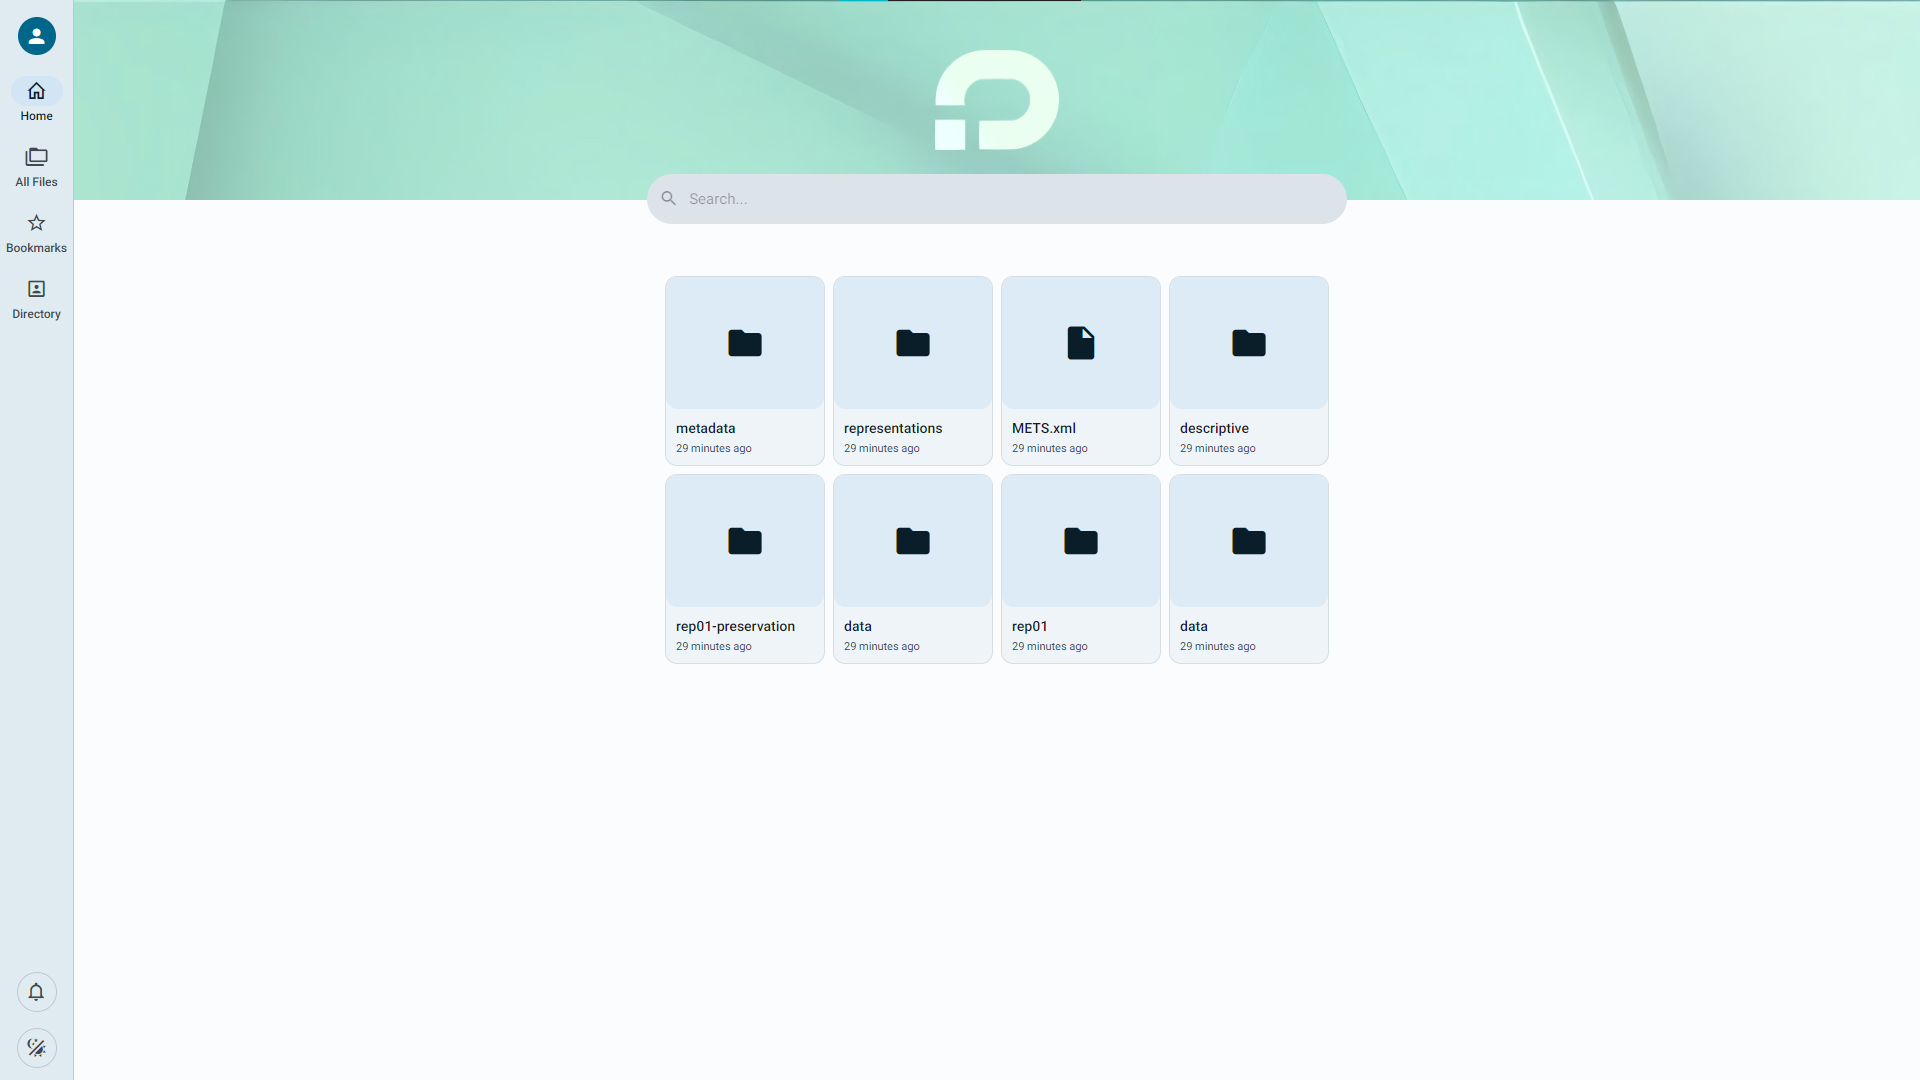 Home
All Files
Bookmarks
Directory
Search...
metadata
29 minutes ago
representations
29 minutes ago
METS.xml
29 minutes ago
descriptive
29 minutes ago
rep01-preservation
29 minutes ago
data
29 minutes ago
rep01
29 minutes ago
data
29 minutes ago